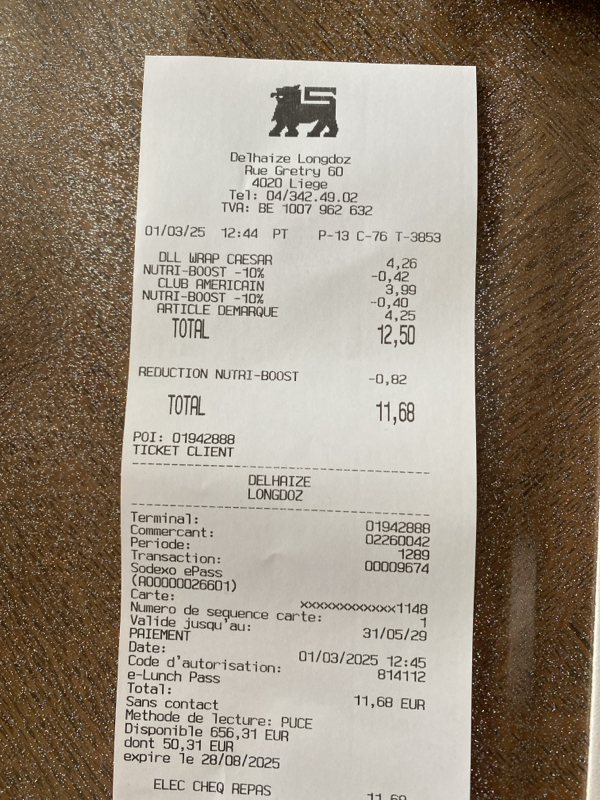 Delhaize Longdoz
Rue Gretry 60
4020 Liege
Tel: 04/342.49.02
TVA: BE 1007 962 632
01/03/25 12:44 PT P-13 C-76 T-3853
DLL WRAP CAESAR 4,26
NUTRI-BOOST -10% -0,42
CLUB AMERICAIN 3,99
NUTRI-BOOST -10% -0,40
ARTICLE DEMARQUE 4,25
TOTAL 12,50
REDUCTION NUTRI-BOOST -0,82
TOTAL 11,68
POI: 01942888
TICKET CLIENT
DELHAIZE
LONGDOZ
Terminal: 01942888
Commercant: 02260042
Periode: 1289
Transaction: 00009674
Sodexo ePass
(A00000026601)
Carte: xxxxxxxxxxxxx1148
Numero de sequence carte: 1
Valide jusqu'au: 31/05/29
PAIEMENT
Date: 01/03/2025 12:45
Code d'autorisation: 814112
e-Lunch Pass
Total: 11,68 EUR
Sans contact
Methode de lecture: PUCE
Disponible 656,31 EUR
dont 50,31 EUR
expire le 28/08/2025
ELEC CHEQ REPAS 11,68